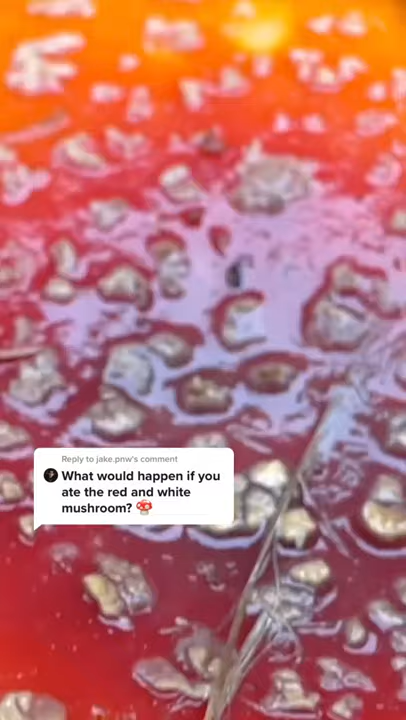 Reply to jake.pnw's comment
What would happen if you
ate the red and white
mushroom? 🍄